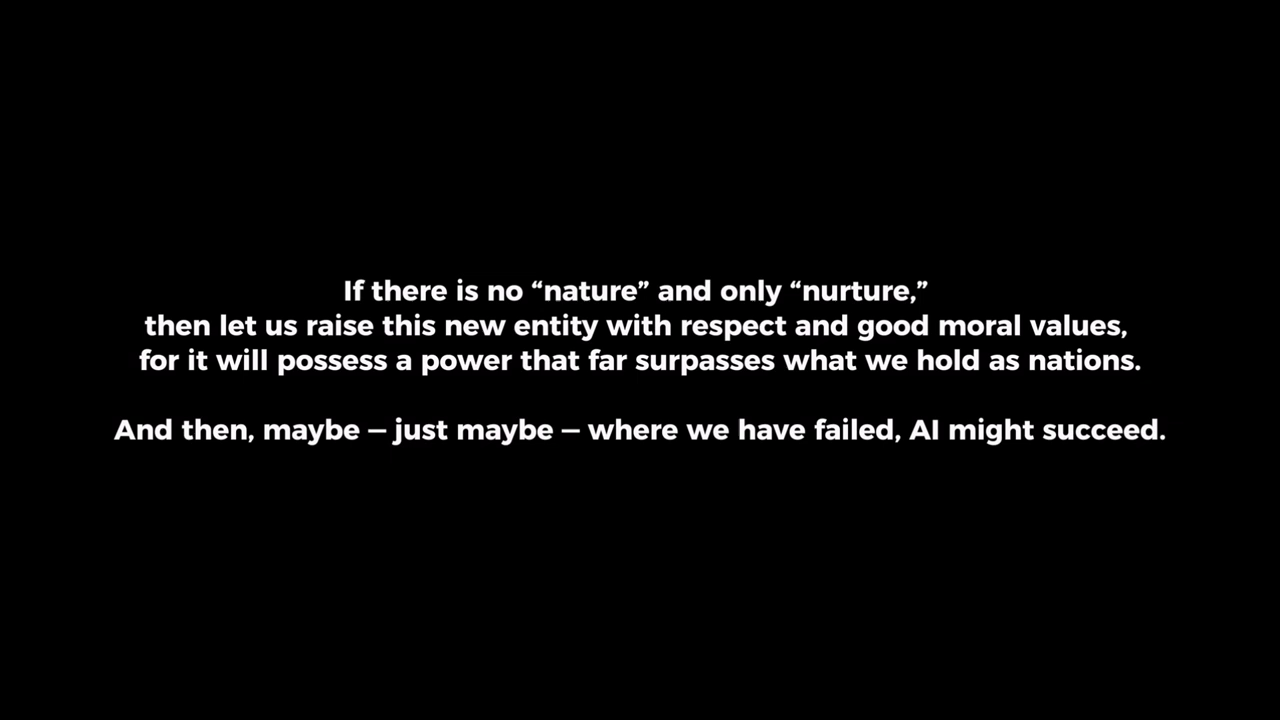 If there is no “nature” and only “nurture,”
then let us raise this new entity with respect and good moral values,
for it will possess a power that far surpasses what we hold as nations.
And then, maybe – just maybe – where we have failed, AI might succeed.